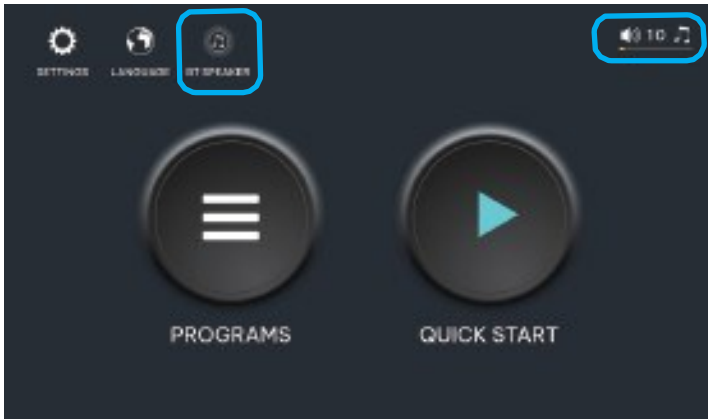 SETTINGS LANGUAGE BT SPEAKER
10
PROGRAMS QUICK START